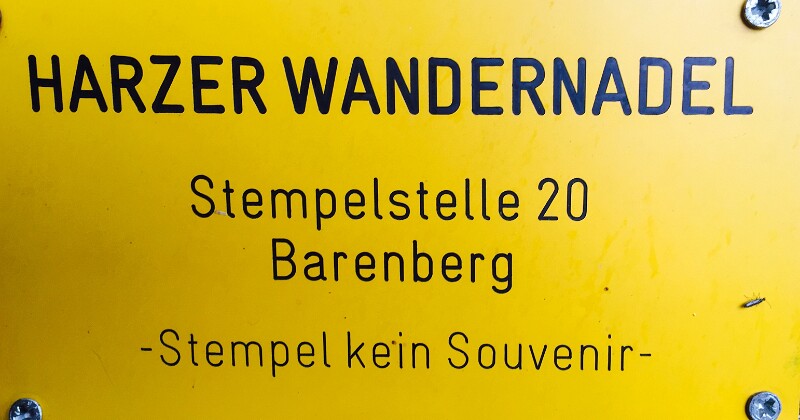 HARZER WANDERNADEL
Stempelstelle 20
Barenberg
-Stempel kein Souvenir-